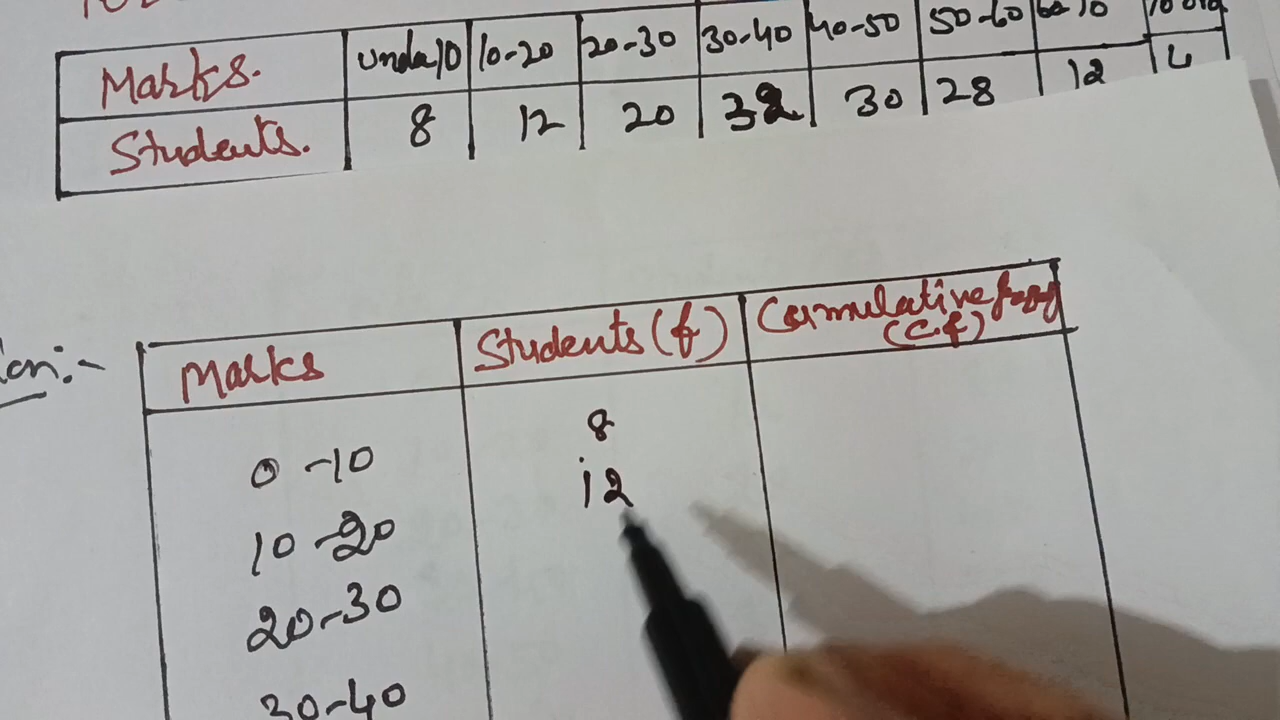 Marks. Under 10 10-20 20-30 30-40 40-50 50-60
Students. 8 12 20 32 30 28 12 4
Marks Students (f) Cumulative
(C.f)
0-10 8
10-20 12
20-30
30-40